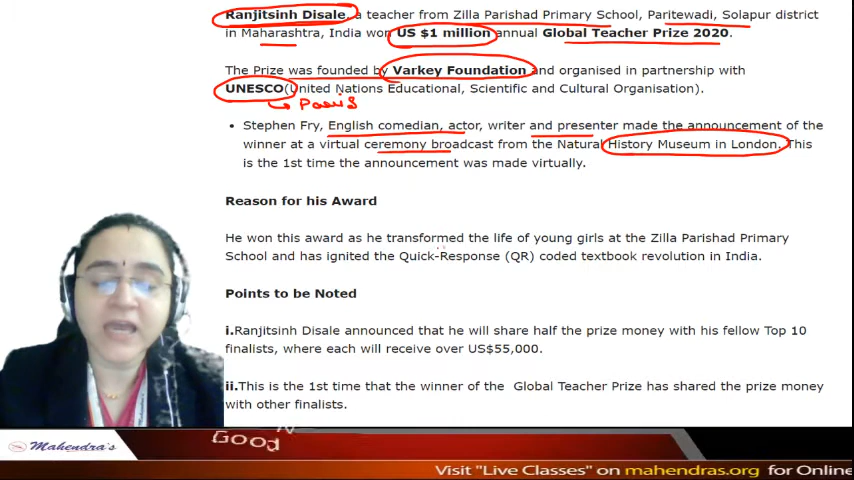 Ranjitsinh Disale, a teacher from Zilla Parishad Primary School, Paritewadi, Solapur district
in Maharashtra, India won US $1 million annual Global Teacher Prize 2020.
The Prize was founded by Varkey Foundation and organised in partnership with
UNESCO(United Nations Educational, Scientific and Cultural Organisation).
Paris
• Stephen Fry, English comedian, actor, writer and presenter made the announcement of the
winner at a virtual ceremony broadcast from the Natural History Museum in London. This
is the 1st time the announcement was made virtually.
Reason for his Award
He won this award as he transformed the life of young girls at the Zilla Parishad Primary
School and has ignited the Quick-Response (QR) coded textbook revolution in India.
Points to be Noted
i.Ranjitsinh Disale announced that he will share half the prize money with his fellow Top 10
finalists, where each will receive over US$55,000.
ii.This is the 1st time that the winner of the Global Teacher Prize has shared the prize money
with other finalists.
Mahendra's
Good
Visit "Live Classes" on mahendras.org for Online